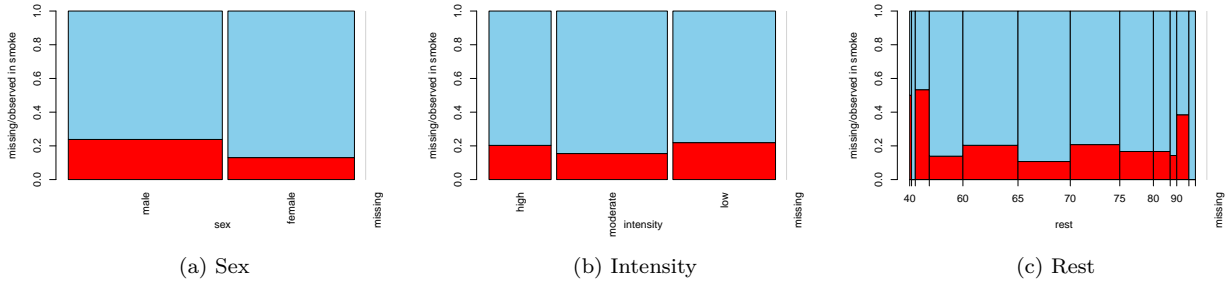 missing/observed in smoke
0.0 0.2 0.4 0.6 0.8 1.0
male female missing
sex
(a) Sex
missing/observed in smoke
0.0 0.2 0.4 0.6 0.8 1.0
high moderate low missing
intensity
(b) Intensity
missing/observed in smoke
0.0 0.2 0.4 0.6 0.8 1.0
40 60 65 70 75 80 90 missing
rest
(c) Rest